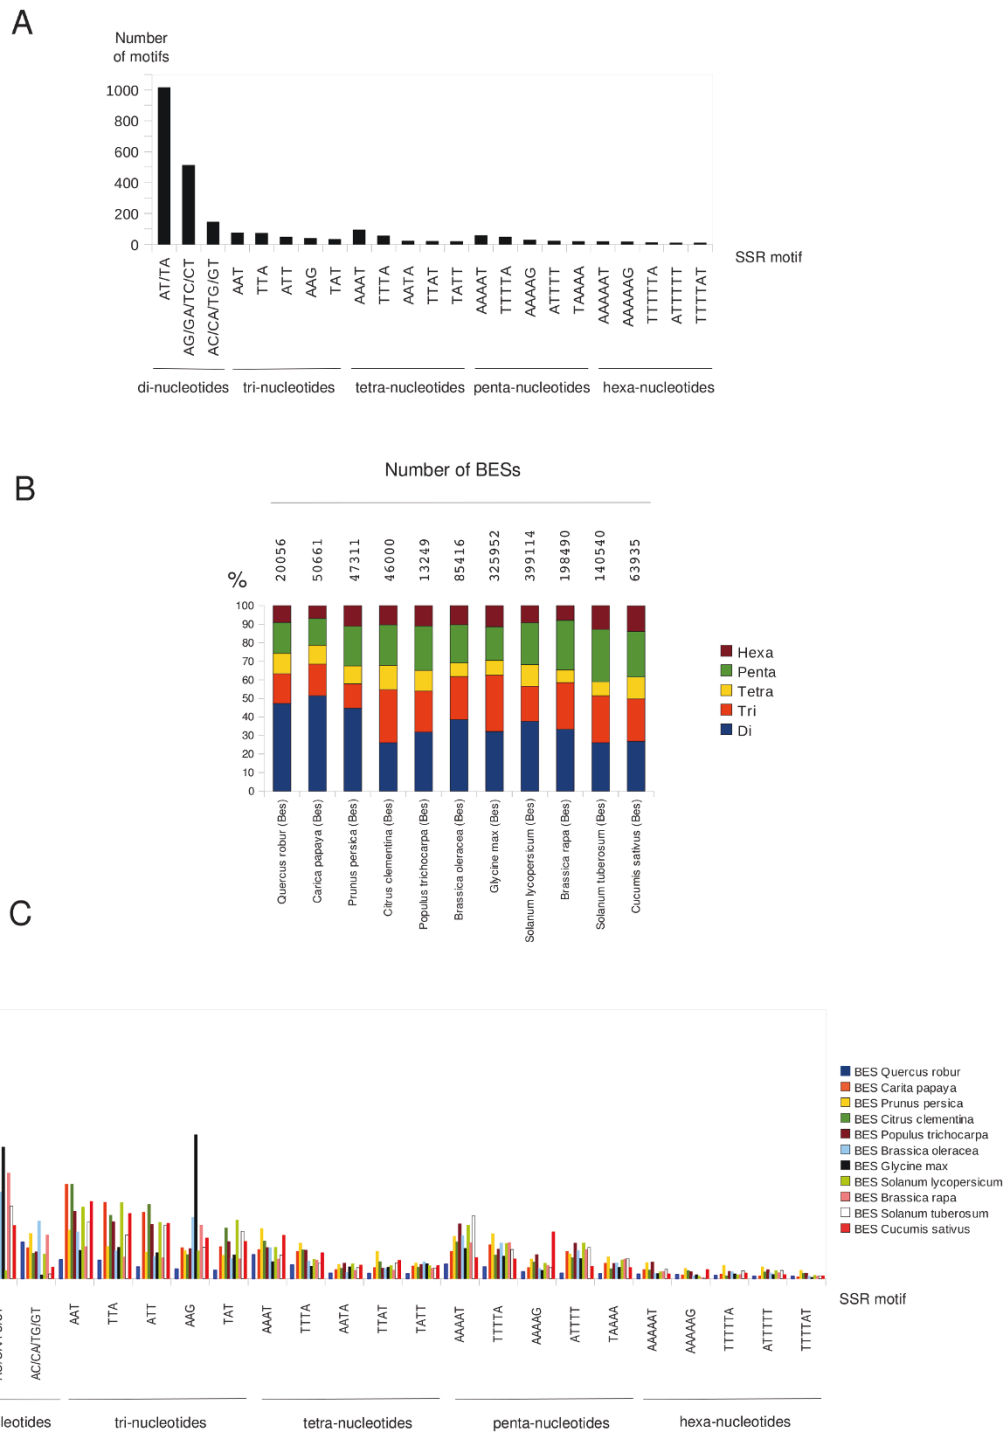 A
Number
of motifs
1000
800
600
400
200
0
AT/TA
AG/GA/TC/CT
AC/CA/TG/GT
AAT
TTA
ATT
AAG
TAT
AAAT
TTTA
AATA
TTAT
TATT
AAAAT
TTTTA
AAAAG
ATTTT
TAAAA
AAAAAT
AAAAAG
TTTTTA
ATTTTT
TTTTAT
SSR motif
di-nucleotides
tri-nucleotides
tetra-nucleotides
penta-nucleotides
hexa-nucleotides
B
Number of BESs
%
20056
50661
47311
46000
13249
85416
325952
399114
198490
140540
63935
100
90
80
70
60
50
40
30
20
10
0
Quercus robur (Bes)
Carica papaya (Bes)
Prunus persica (Bes)
Citrus clementina (Bes)
Populus trichocarpa (Bes)
Brassica oleracea (Bes)
Glycine max (Bes)
Solanum lycopersicum (Bes)
Brassica rapa (Bes)
Solanum tuberosum (Bes)
Cucumis sativus (Bes)
Hexa
Penta
Tetra
Tri
Di
C
BES Quercus robur
BES Carita papaya
BES Prunus persica
BES Citrus clementina
BES Populus trichocarpa
BES Brassica oleracea
BES Glycine max
BES Solanum lycopersicum
BES Brassica rapa
BES Solanum tuberosum
BES Cucumis sativus
AC/CA/TG/GT
AAT
TTA
ATT
AAG
TAT
AAAT
TTTA
AATA
TTAT
TATT
AAAAT
TTTTA
AAAAG
ATTTT
TAAAA
AAAAAT
AAAAAG
TTTTTA
ATTTTT
TTTTAT
SSR motif
leotides
tri-nucleotides
tetra-nucleotides
penta-nucleotides
hexa-nucleotides